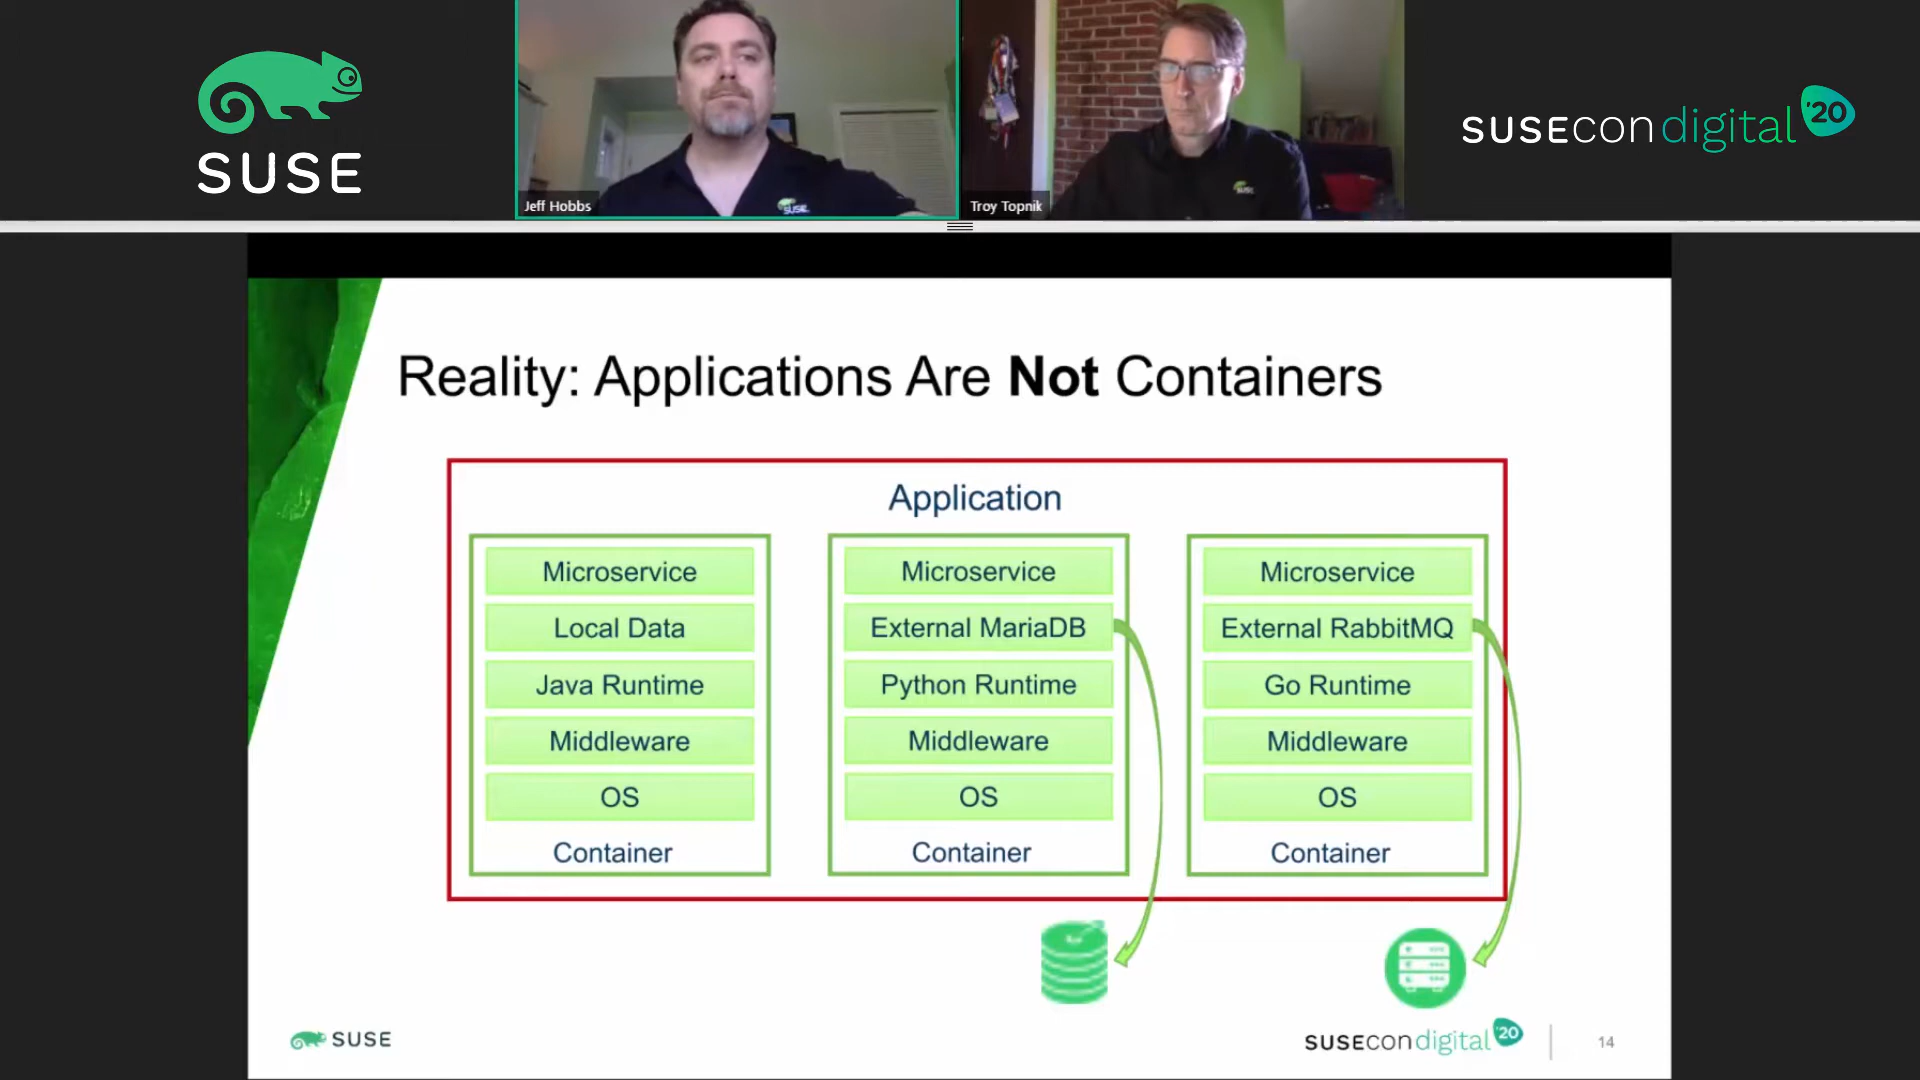 SUSE
Jeff Hobbs
SUSE
Troy Topnik
SUSE
SUSEcon digital '20
Reality: Applications Are Not Containers
Application
Microservice
Local Data
Java Runtime
Middleware
OS
Container
Microservice
External MariaDB
Python Runtime
Middleware
OS
Container
Microservice
External RabbitMQ
Go Runtime
Middleware
OS
Container
SUSE
SUSEcon digital '20
14